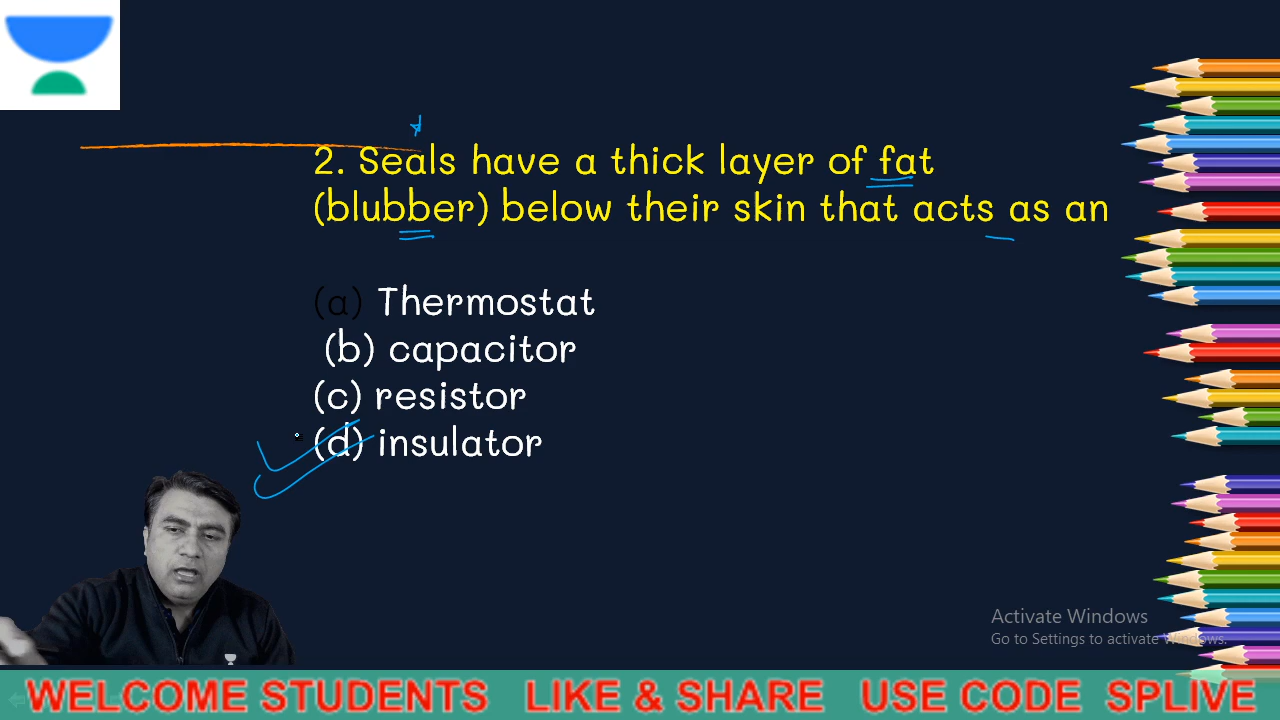 2. Seals have a thick layer of fat
(blubber) below their skin that acts as an
(a) Thermostat
(b) capacitor
(c) resistor
(d) insulator
Activate Windows
Go to Settings to activate Windows.
WELCOME STUDENTS LIKE & SHARE USE CODE SPLIVE